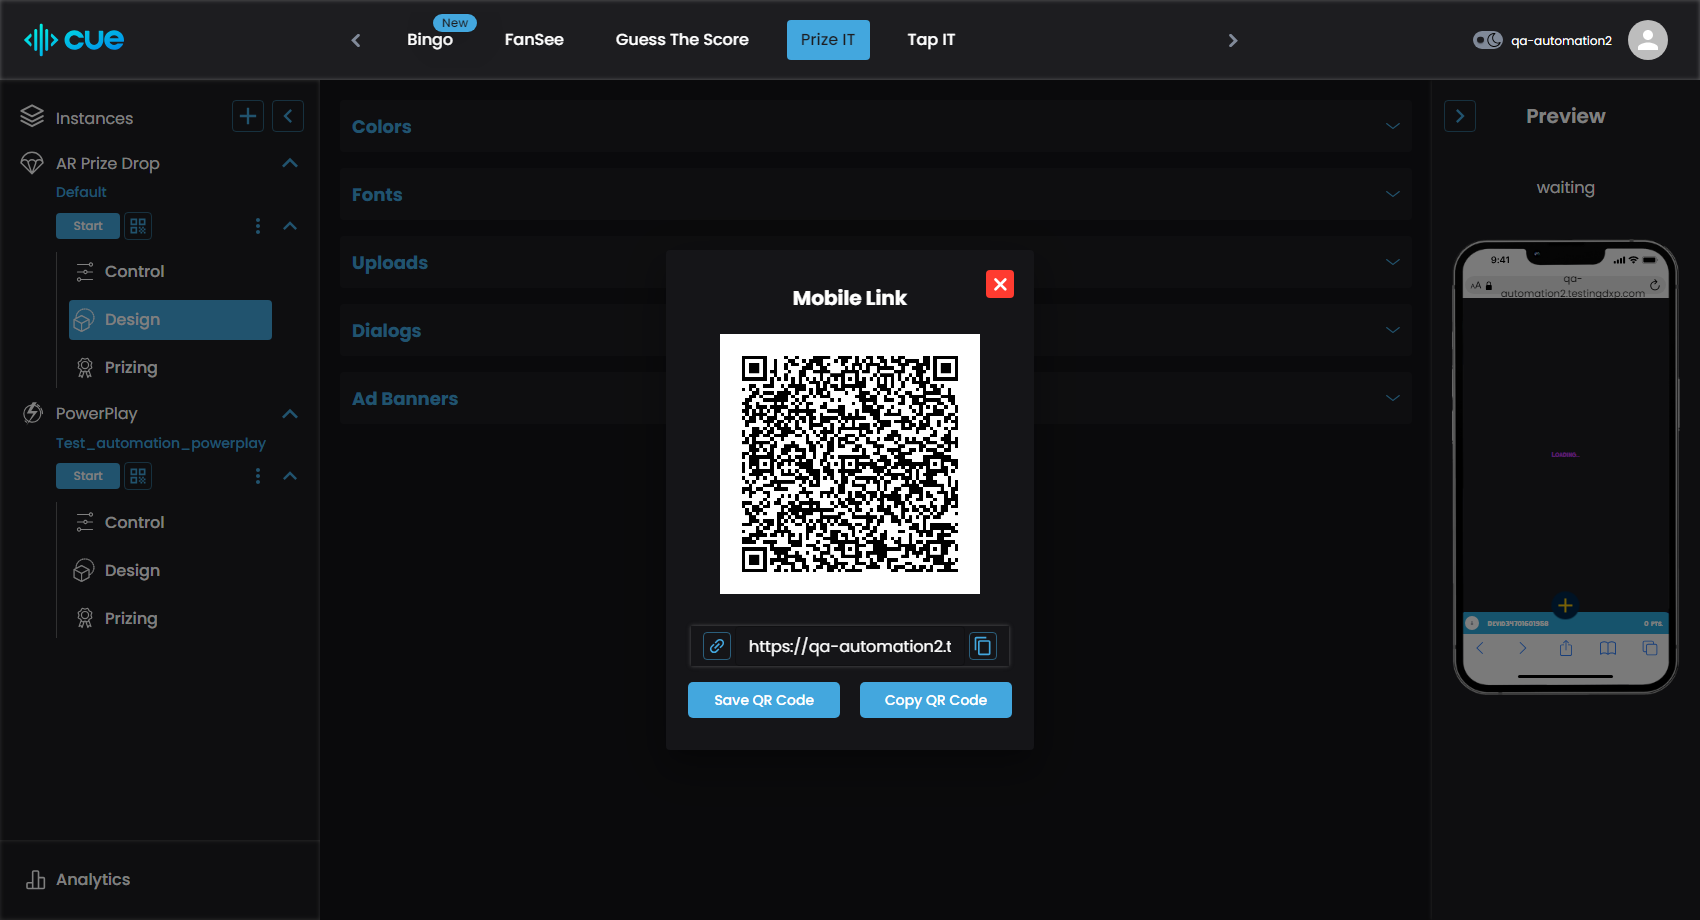 cue
New
Bingo
FanSee
Guess The Score
Prize IT
Tap IT
qa-automation2
Instances
AR Prize Drop
Default
Start
Control
Design
Prizing
PowerPlay
Test_automation_powerplay
Start
Control
Design
Prizing
Analytics
Colors
Fonts
Uploads
Dialogs
Ad Banners
Mobile Link
https://qa-automation2.t
Save QR Code
Copy QR Code
Preview
waiting
9:41
AA
qa-
automation2.testingdxp.com
Loading..
0 PTS.